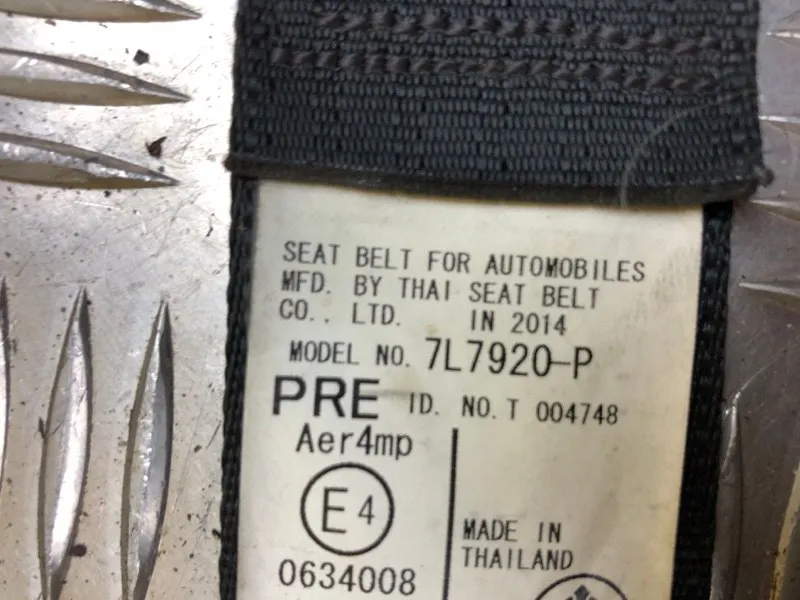 SEAT BELT FOR AUTOMOBILES
MFD. BY THAI SEAT BELT
CO., LTD. IN 2014
MODEL NO. 7L7920-P
PRE ID. NO. T 004748
Aer4mp
E4
MADE IN
THAILAND
0634008